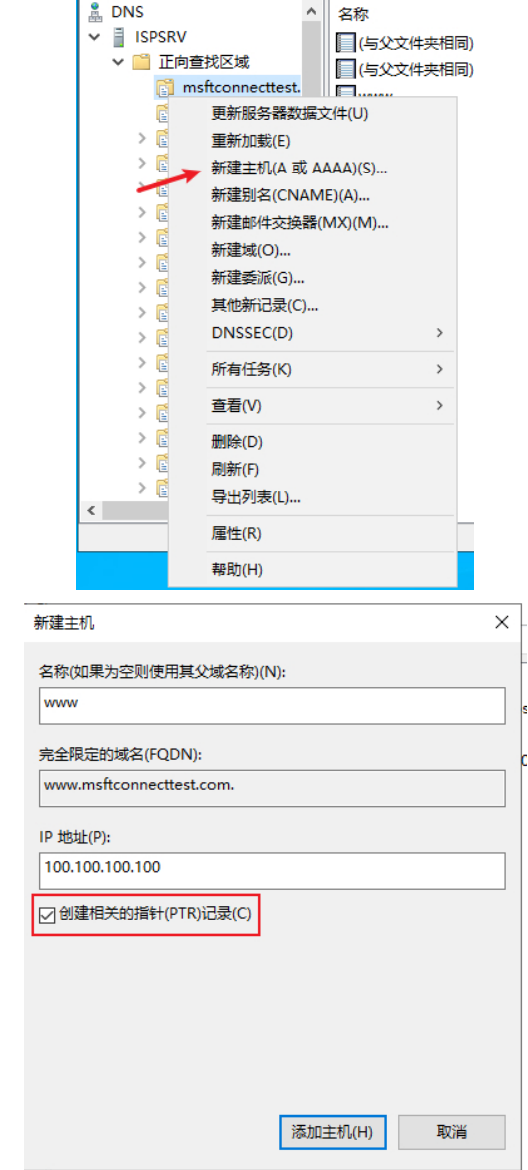 DNS
ISPSRV
正向查找区域
msftconnecttest.
名称
(与父文件夹相同)
(与父文件夹相同)
更新服务器数据文件(U)
重新加载(E)
新建主机(A 或 AAAA)(S)...
新建别名(CNAME)(A)...
新建邮件交换器(MX)(M)...
新建域(O)...
新建委派(G)...
其他新记录(C)...
DNSSEC(D)
所有任务(K)
查看(V)
删除(D)
刷新(F)
导出列表(L)...
属性(R)
帮助(H)
新建主机
名称(如果为空则使用其父域名称)(N):
www
完全限定的域名(FQDN):
www.msftconnecttest.com.
IP 地址(P):
100.100.100.100
创建相关的指针(PTR)记录(C)
添加主机(H)
取消